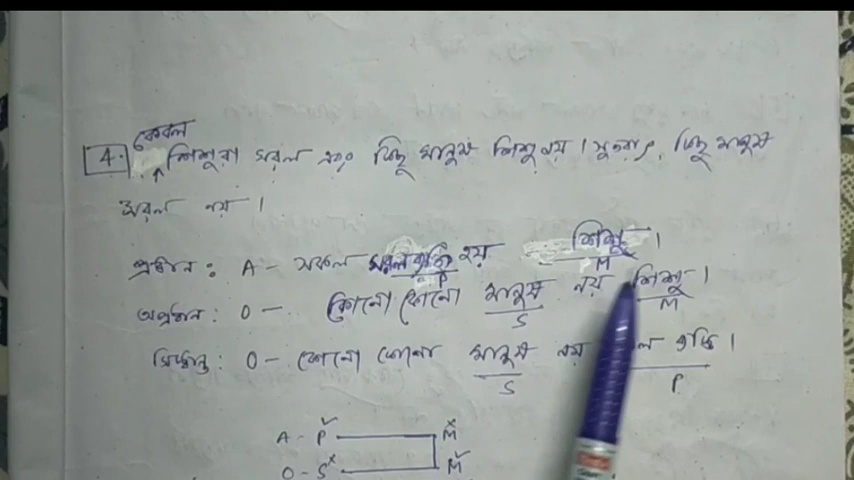 কেবল
4. শিশুরা সরল এবং কিছু মানুষ শিশু নয়। সুতরাং, কিছু মানুষ
সরল নয়।
প্রধান: A - সকল সরল ব্যক্তি হয় শিশু।
P M
অপ্রধান: O - কোনো কোনো মানুষ নয় শিশু।
S M
সিদ্ধান্ত: O - কোনো কোনো মানুষ নয় ব্যক্তি।
S P
A - P M
O - S M